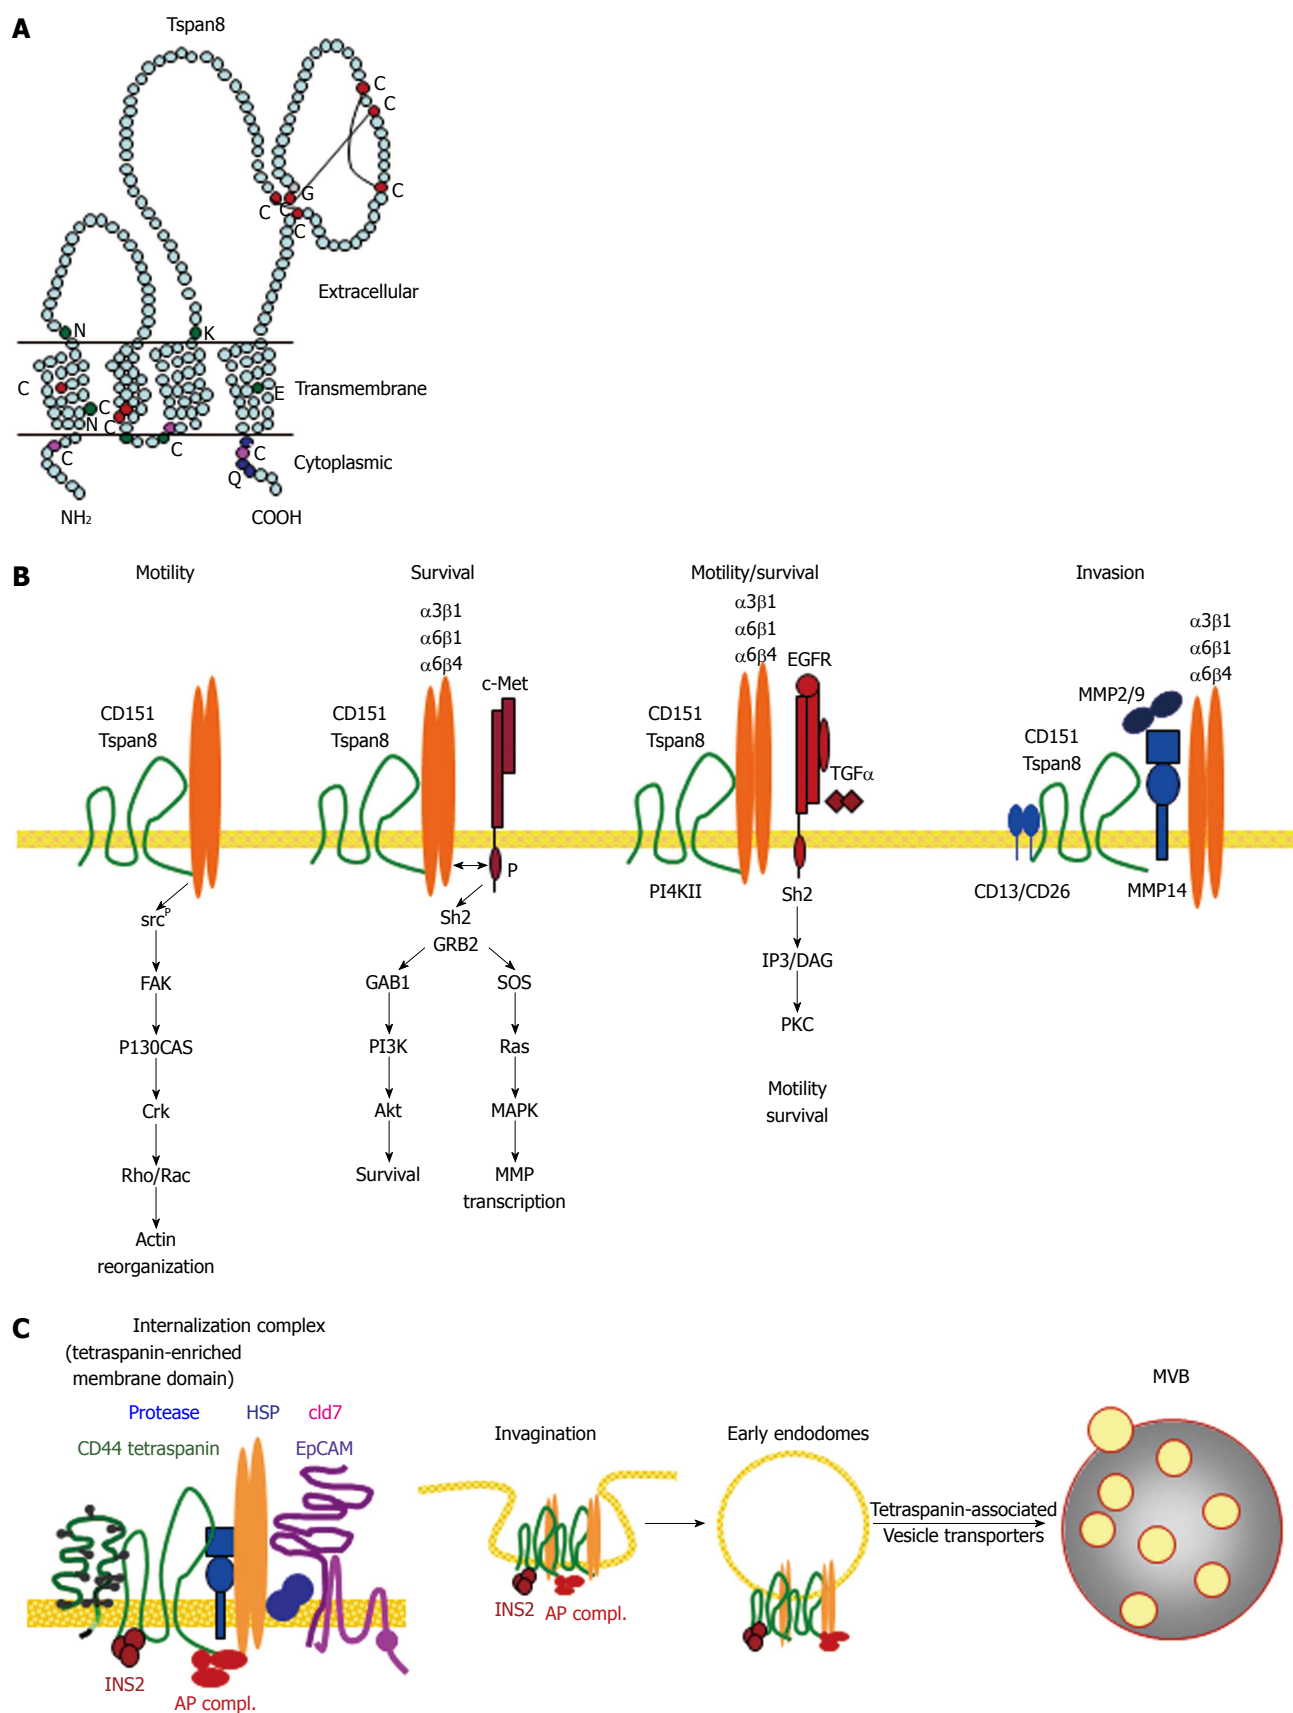 A
Tspan8
C
C
C
G
C
C
C
Extracellular
N
K
C
Transmembrane
E
C
N
C
C
C
C
Cytoplasmic
Q
NH2
COOH
B
Motility
Survival
Motility/survival
Invasion
α3β1
α6β1
α6β4
α3β1
α6β1
α6β4
α3β1
α6β1
α6β4
c-Met
EGFR
MMP2/9
CD151
Tspan8
CD151
Tspan8
CD151
Tspan8
CD151
Tspan8
TGFα
P
PI4KII
Sh2
CD13/CD26
MMP14
srcP
FAK
P130CAS
Crk
Rho/Rac
Actin
reorganization
Sh2
GRB2
GAB1
SOS
PI3K
Ras
Akt
MAPK
Survival
MMP
transcription
IP3/DAG
PKC
Motility
survival
C
Internalization complex
(tetraspanin-enriched
membrane domain)
Protease
HSP
cld7
CD44 tetraspanin
EpCAM
INS2
AP compl.
Invagination
INS2
AP compl.
Early endodomes
Tetraspanin-associated
Vesicle transporters
MVB